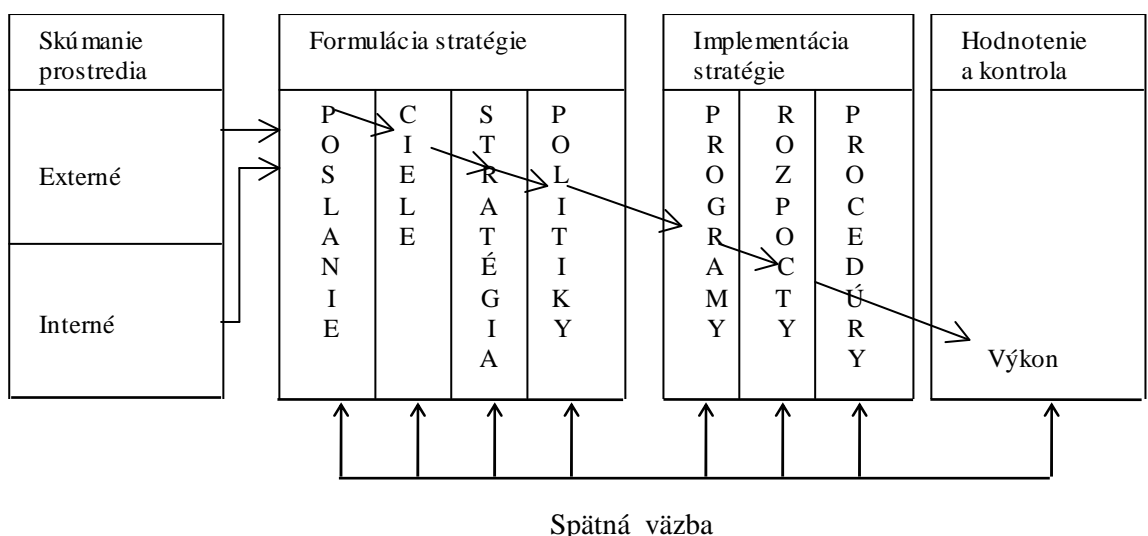 Skúmanie
prostredia
Formulácia stratégie
Implementácia
stratégie
Hodnotenie
a kontrola
Externé
Interné
POSLANIE
CIELE
STRATÉGIA
POLITIKY
PROGRAMY
ROZPOCTY
PROCEDÚRY
Výkon
Spätná väzba